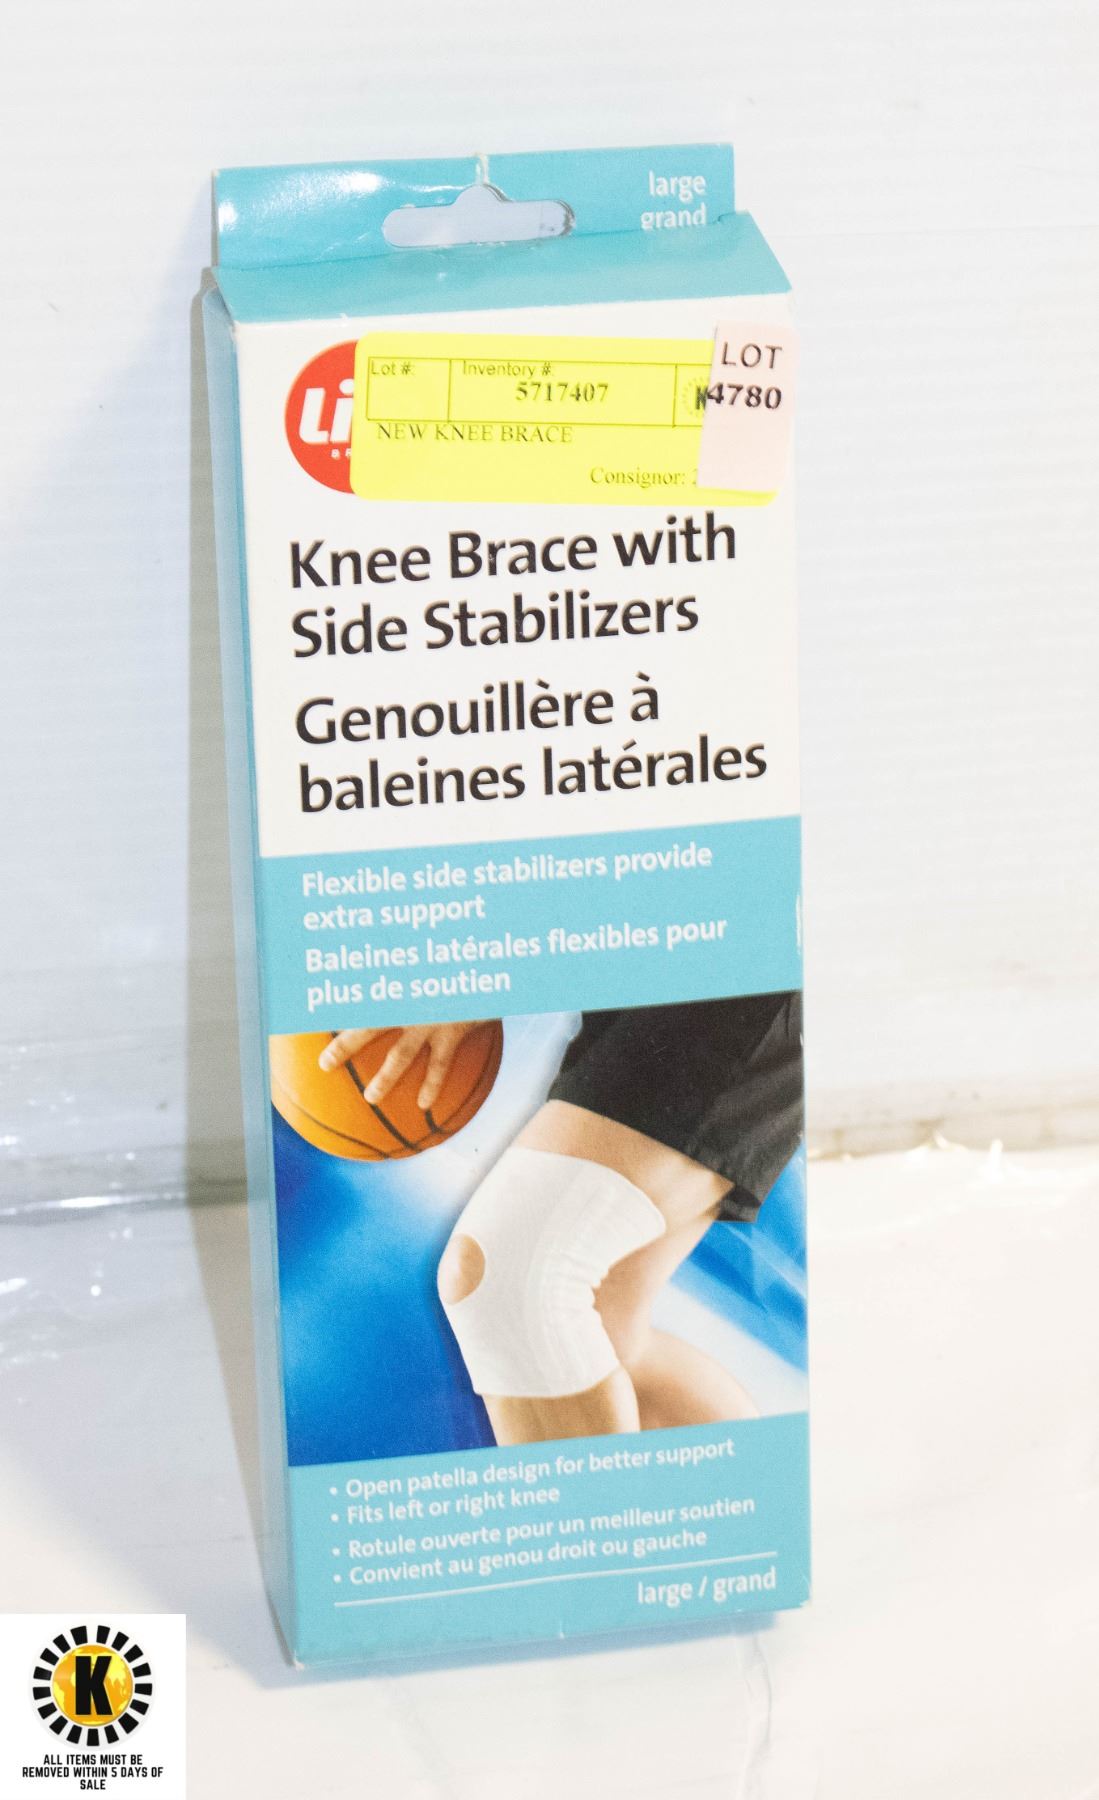 large
grand
Lot #:
Inventory #:
5717407
LOT
4780
NEW KNEE BRACE
Consignor:
Knee Brace with
Side Stabilizers
Genouillère à
baleines latérales
Flexible side stabilizers provide
extra support
Baleines latérales flexibles pour
plus de soutien
• Open patella design for better support
• Fits left or right knee
• Rotule ouverte pour un meilleur soutien
• Convient au genou droit ou gauche
large / grand
K
ALL ITEMS MUST BE
REMOVED WITHIN 5 DAYS OF
SALE